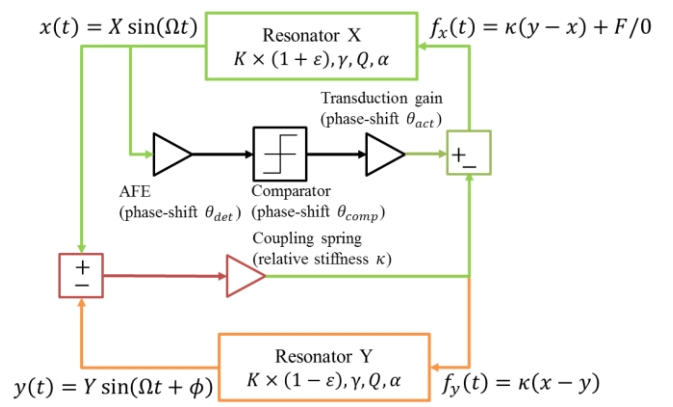 x(t) = X sin(Ωt)
Resonator X
K × (1 + ε), γ, Q, α
fₓ(t) = κ(y − x) + F/0
Transduction gain
(phase-shift θ_act)
+
−
AFE
(phase-shift θ_det)
Comparator
(phase-shift θ_comp)
Coupling spring
(relative stiffness κ)
+
−
Resonator Y
K × (1 − ε), γ, Q, α
y(t) = Y sin(Ωt + ϕ)
f_y(t) = κ(x − y)